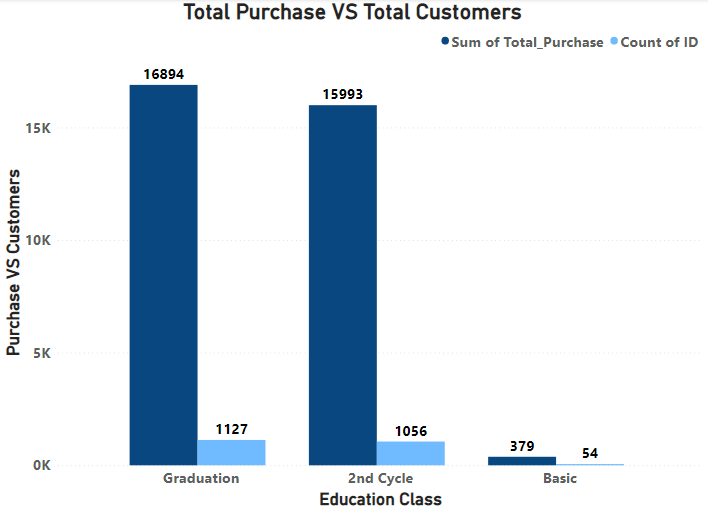 Total Purchase VS Total Customers
Sum of Total_Purchase Count of ID
16894
15993
15K
10K
Purchase VS Customers
5K
1127
1056
379
54
0K
Graduation 2nd Cycle Basic
Education Class